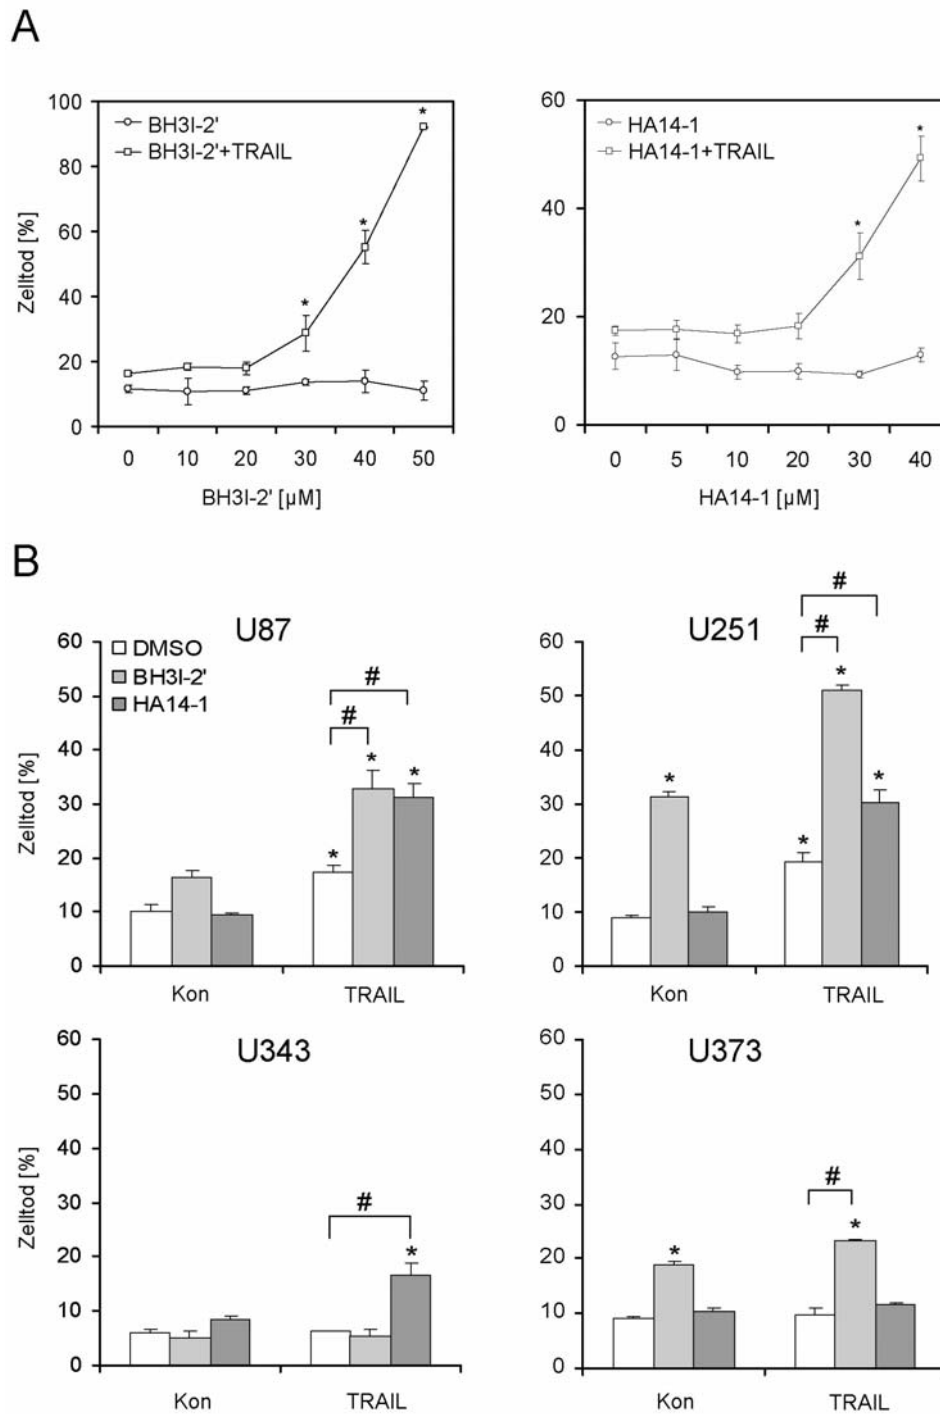 A
100
80
60
40
20
0
Zelltod [%]
BH3I-2'
BH3I-2'+TRAIL
*
*
*
0 10 20 30 40 50
BH3I-2' [µM]
60
40
20
0
HA14-1
HA14-1+TRAIL
*
*
0 5 10 20 30 40
HA14-1 [µM]
B
U87
60
50
40
30
20
10
0
Zelltod [%]
DMSO
BH3I-2'
HA14-1
#
#
* * *
Kon TRAIL
U251
60
50
40
30
20
10
0
#
#
* * * *
Kon TRAIL
U343
60
50
40
30
20
10
0
Zelltod [%]
#
*
Kon TRAIL
U373
60
50
40
30
20
10
0
#
* *
Kon TRAIL